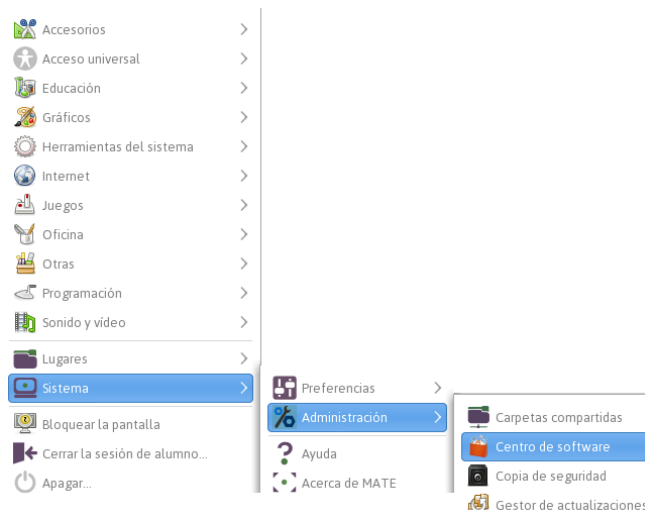 Accesorios
Acceso universal
Educación
Gráficos
Herramientas del sistema
Internet
Juegos
Oficina
Otras
Programación
Sonido y vídeo
Lugares
Sistema
Bloquear la pantalla
Cerrar la sesión de alumno...
Apagar...
Preferencias
Administración
Ayuda
Acerca de MATE
Carpetas compartidas
Centro de software
Copia de seguridad
Gestor de actualizaciones